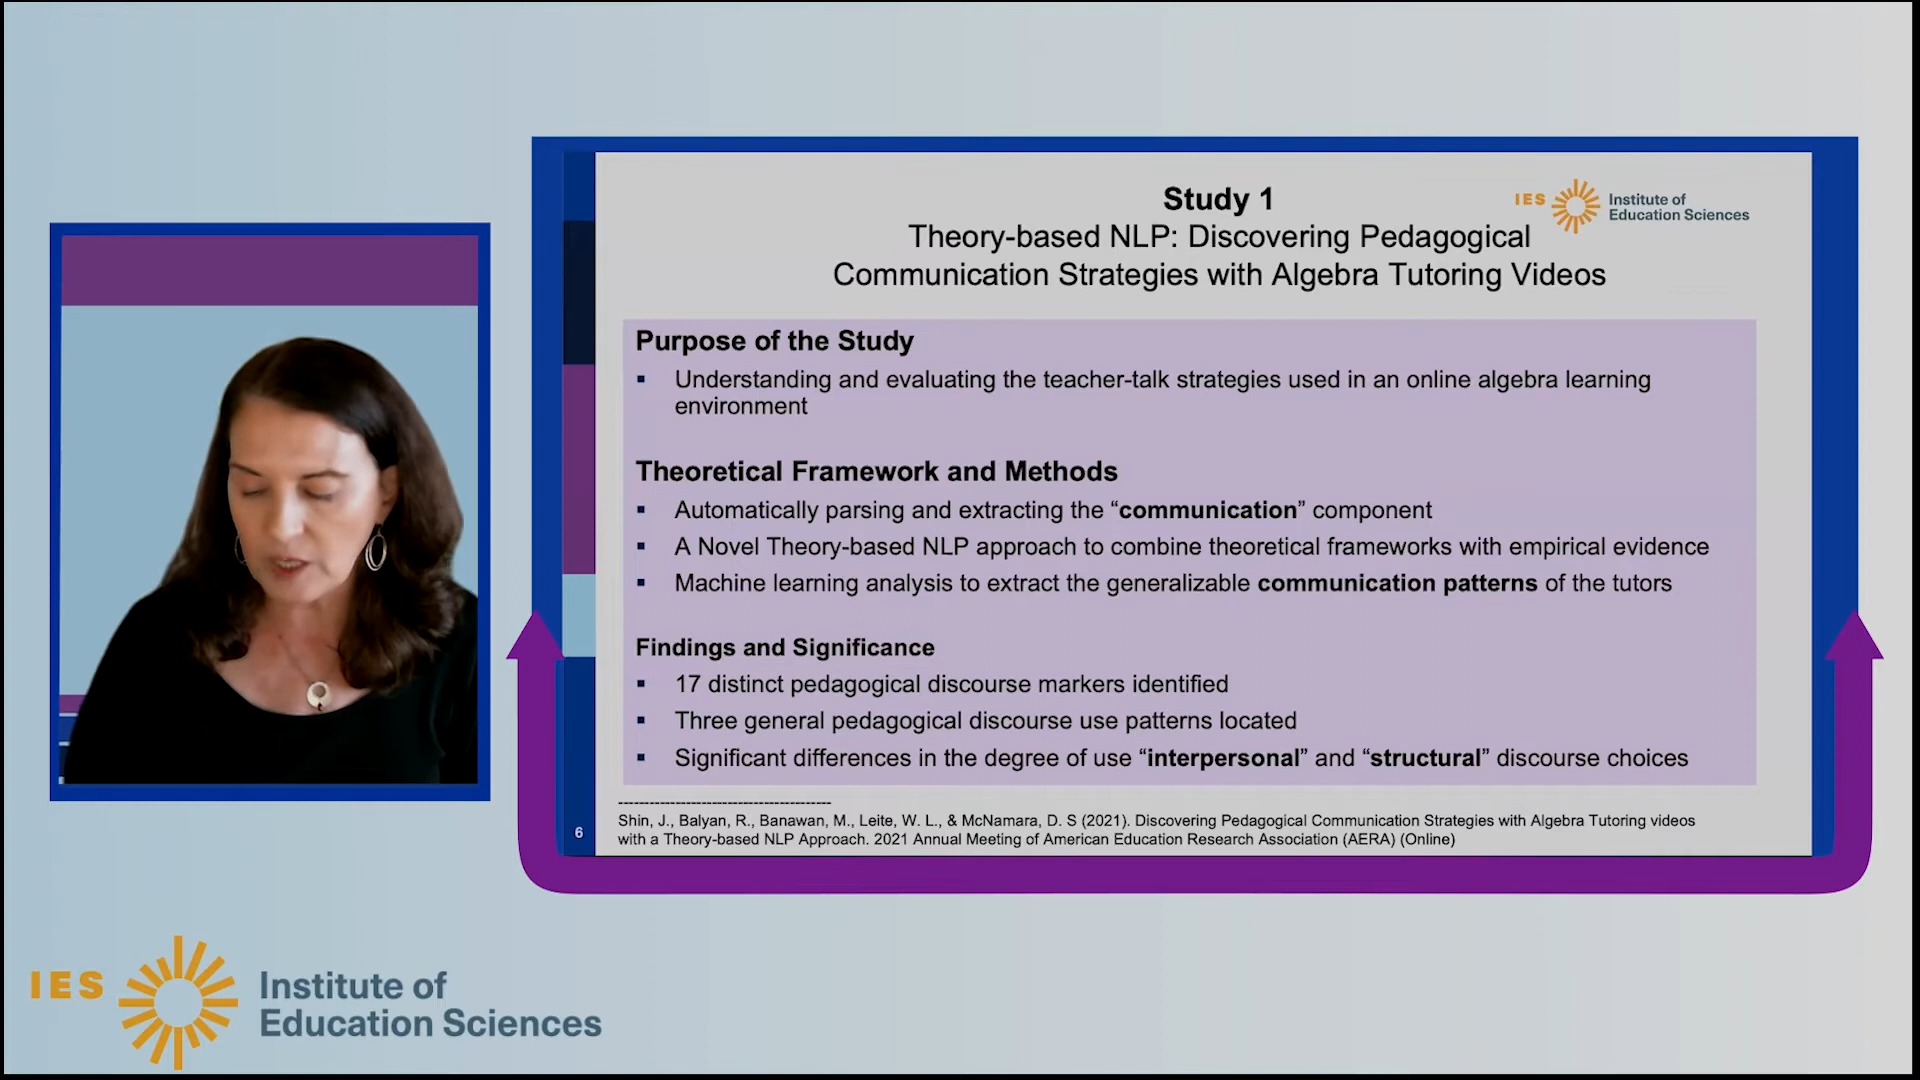 Study 1
Theory-based NLP: Discovering Pedagogical
Communication Strategies with Algebra Tutoring Videos
IES Institute of
Education Sciences
Purpose of the Study
▪ Understanding and evaluating the teacher-talk strategies used in an online algebra learning
environment
Theoretical Framework and Methods
▪ Automatically parsing and extracting the “communication” component
▪ A Novel Theory-based NLP approach to combine theoretical frameworks with empirical evidence
▪ Machine learning analysis to extract the generalizable communication patterns of the tutors
Findings and Significance
▪ 17 distinct pedagogical discourse markers identified
▪ Three general pedagogical discourse use patterns located
▪ Significant differences in the degree of use “interpersonal” and “structural” discourse choices
-----------------------------------------
Shin, J., Balyan, R., Banawan, M., Leite, W. L., & McNamara, D. S (2021). Discovering Pedagogical Communication Strategies with Algebra Tutoring videos
with a Theory-based NLP Approach. 2021 Annual Meeting of American Education Research Association (AERA) (Online)
6
IES Institute of
Education Sciences